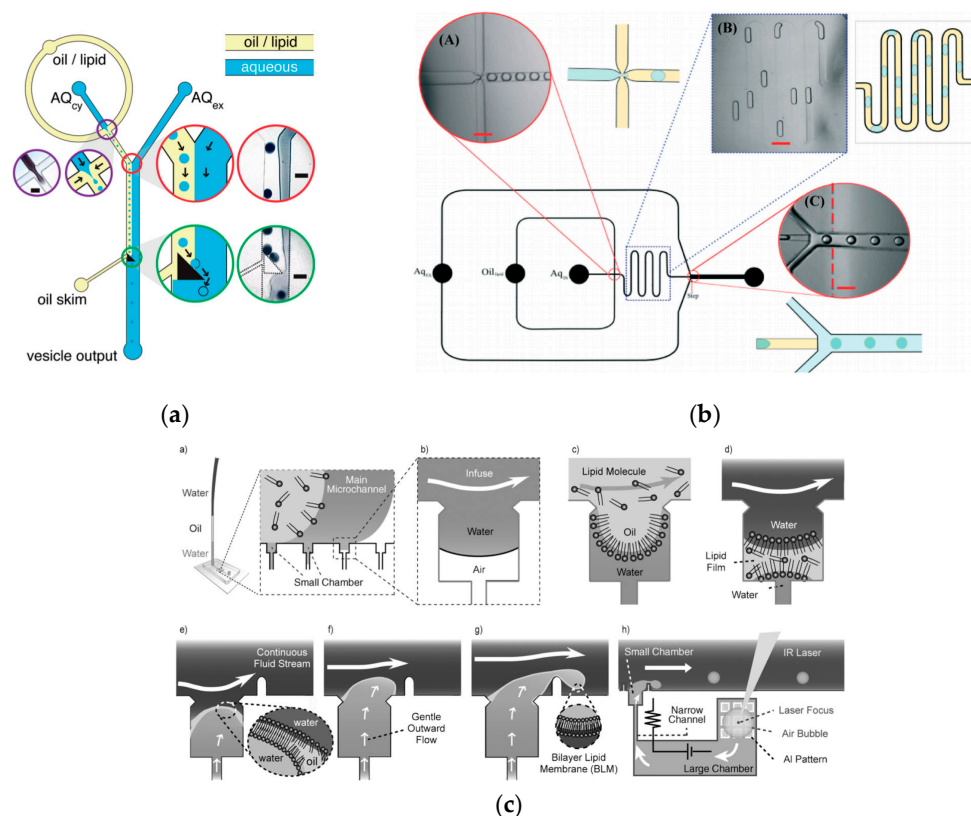 oil / lipid
oil / lipid
aqueous
AQcy
AQex
oil skim
vesicle output
(a)
(A)
(B)
(C)
Aq
Oil
Aq
Step
(b)
a)
Water
Oil
Water
Main
Microchannel
Small Chamber
b)
Infuse
Water
Air
c)
Lipid Molecule
Oil
Water
d)
Water
Lipid
Film
Water
e)
Continuous
Fluid Stream
water
water
oil
f)
Gentle
Outward
Flow
g)
Bilayer Lipid
Membrane (BLM)
h)
Small Chamber
IR Laser
Narrow
Channel
Laser Focus
Air Bubble
Al Pattern
Large Chamber
(c)